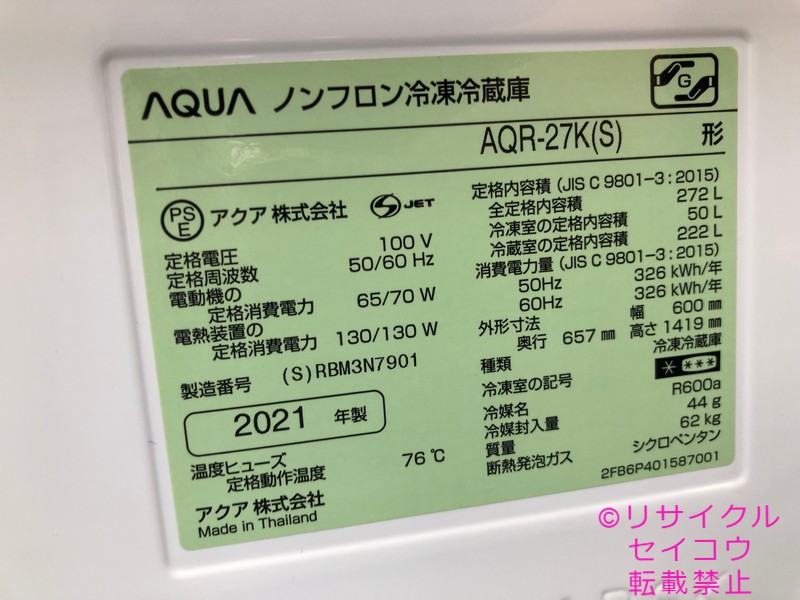 AQUA ノンフロン冷凍冷蔵庫
G
AQR-27K(S) 形
PS E アクア 株式会社 S JET
定格電圧 100 V
定格周波数 50/60 Hz
電動機の
定格消費電力 65/70 W
電熱装置の
定格消費電力 130/130 W
製造番号 (S)RBM3N7901
2021 年製
温度ヒューズ
定格動作温度 76 ℃
アクア 株式会社
Made in Thailand
定格内容積 (JIS C 9801-3 : 2015)
全定格内容積 272 L
冷凍室の定格内容積 50 L
冷蔵室の定格内容積 222 L
消費電力量 (JIS C 9801-3 : 2015)
50Hz 326 kWh/年
60Hz 326 kWh/年
外形寸法 幅 600 ㎜
奥行 657 ㎜ 高さ 1419 ㎜
種類 冷凍冷蔵庫
冷凍室の記号 * ***
冷媒名 R600a
冷媒封入量 44 g
質量 62 kg
断熱発泡ガス シクロペンタン
2FB6P401587001
©リサイクル
セイコウ
転載禁止